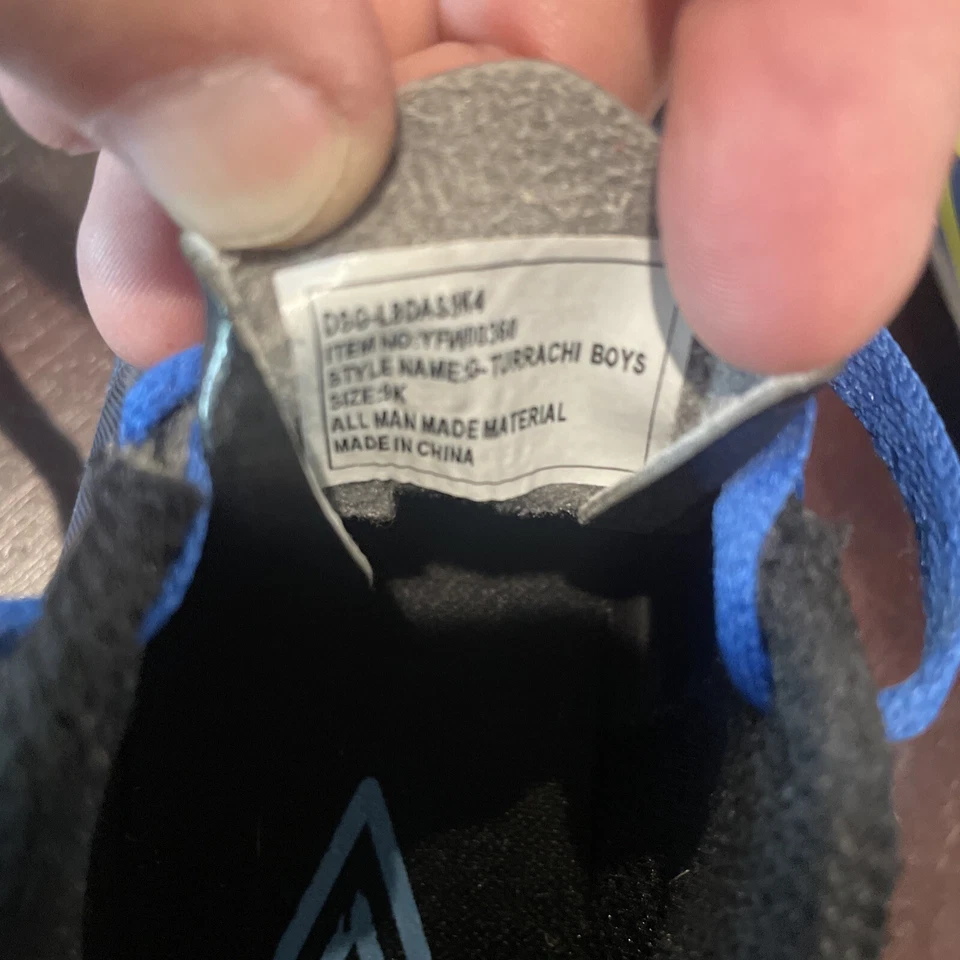 STYLE NAME:G-TURRACHI BOYS
SIZE:9K
ALL MAN MADE MATERIAL
MADE IN CHINA
ITEM NO: